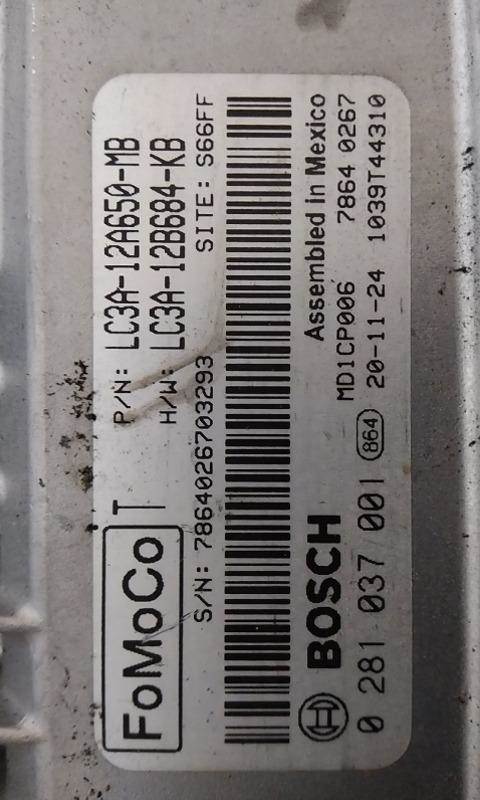 FoMoCo T
P/N: LC3A-12A650-MB
H/W: LC3A-12B684-KB
S/N: 7864026703293 SITE: S66FF
BOSCH
Assembled in Mexico
MD1CP006 7864 0267
0 281 037 001 864 20-11-24 1039T44310